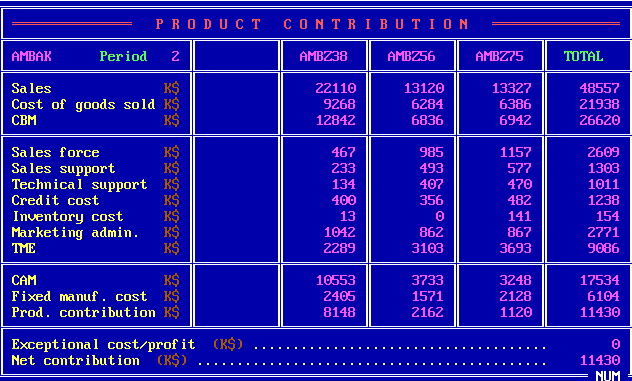 PRODUCT CONTRIBUTION
AMBAK Period 2 AMBZ38 AMBZ56 AMBZ75 TOTAL
Sales K$ 22110 13120 13327 48557
Cost of goods sold K$ 9268 6284 6386 21938
CBM K$ 12842 6836 6942 26620
Sales force K$ 467 985 1157 2609
Sales support K$ 233 493 577 1303
Technical support K$ 134 407 470 1011
Credit cost K$ 400 356 482 1238
Inventory cost K$ 13 0 141 154
Marketing admin. K$ 1042 862 867 2771
TME K$ 2289 3103 3693 9086
CAM K$ 10553 3733 3248 17534
Fixed manuf. cost K$ 2405 1571 2128 6104
Prod. contribution K$ 8148 2162 1120 11430
Exceptional cost/profit (K$) .................................... 0
Net contribution (K$) ........................................... 11430
NUM